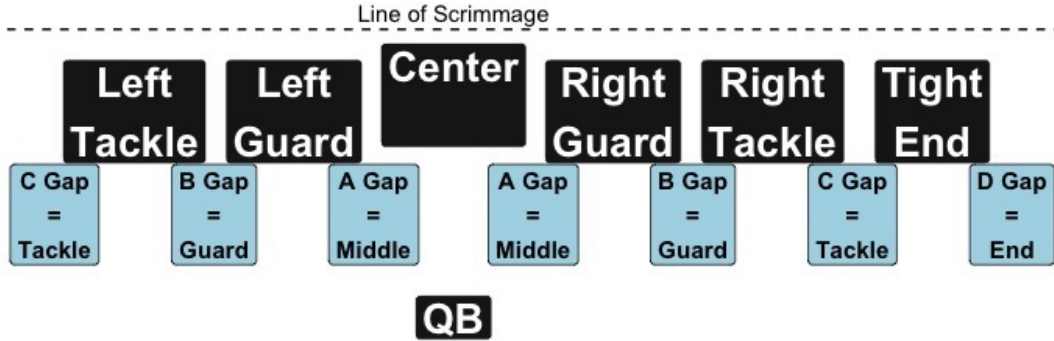 Line of Scrimmage
Left Tackle
Left Guard
Center
Right Guard
Right Tackle
Tight End
C Gap
=
Tackle
B Gap
=
Guard
A Gap
=
Middle
A Gap
=
Middle
B Gap
=
Guard
C Gap
=
Tackle
D Gap
=
End
QB